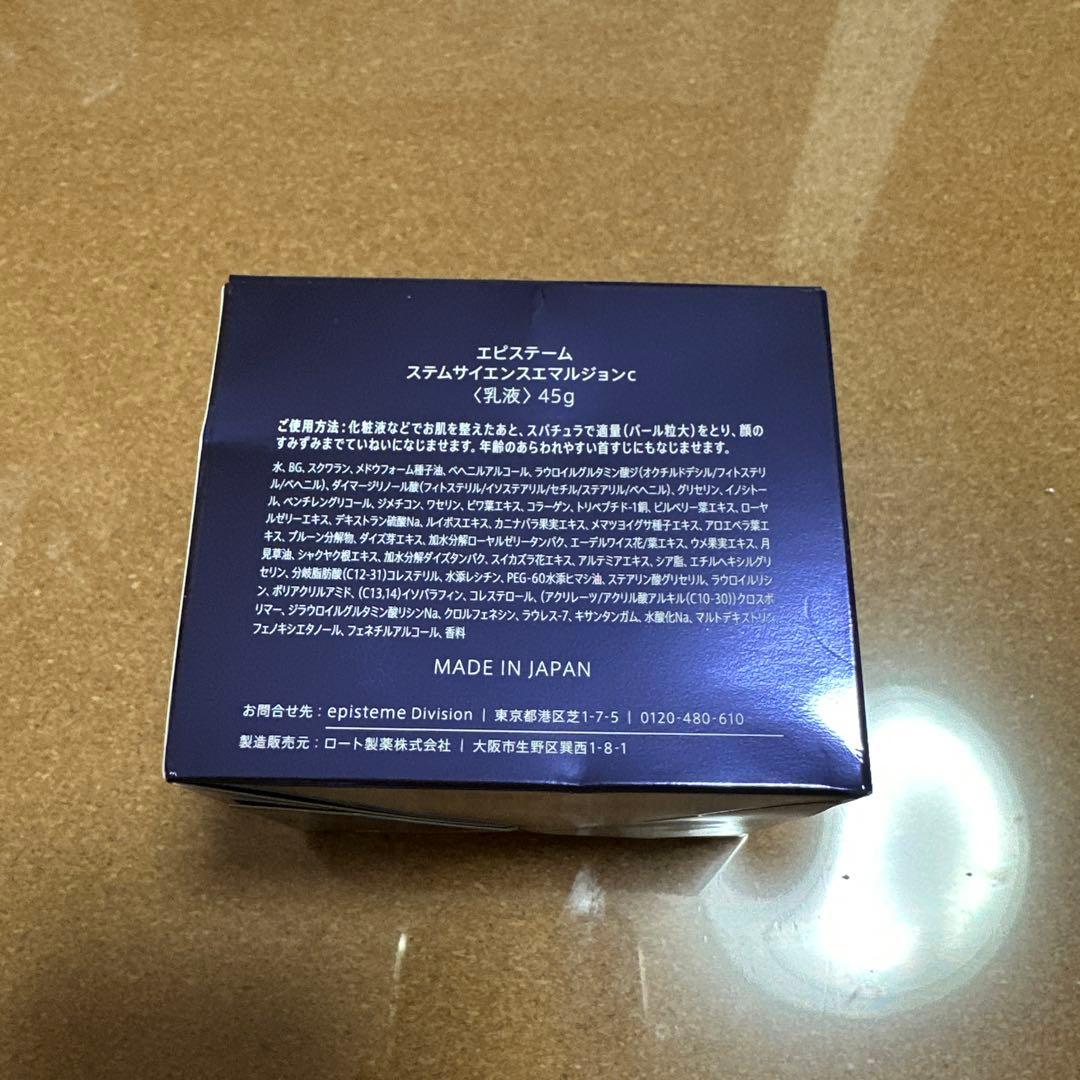 エピステーム
ステムサイエンスエマルジョンc
〈乳液〉45g
ご使用方法：化粧液などでお肌を整えたあと、スパチュラで適量（パール粒大）をとり、顔の
すみずみまでていねいになじませます。年齢のあらわれやすい首すじにもなじませます。
水、BG、スクワラン、メドウフォーム種子油、ベヘニルアルコール、ラウロイルグルタミン酸ジ(オクチルドデシル/フィトステリ
ル/ベヘニル)、ダイマージリノール酸(フィトステリル/イソステアリル/セチル/ステアリル/ベヘニル)、グリセリン、イノシトー
ル、ペンチレングリコール、ジメチコン、ワセリン、ビワ葉エキス、コラーゲン、トリペプチド-1銅、ビルベリー葉エキス、ローヤ
ルゼリーエキス、デキストラン硫酸Na、ルイボスエキス、カニナバラ果実エキス、メマツヨイグサ種子エキス、アロエベラ葉エ
キス、プルーン分解物、ダイズ芽エキス、加水分解ローヤルゼリータンパク、エーデルワイス花/葉エキス、ウメ果実エキス、月
見草油、シャクヤク根エキス、加水分解ダイズタンパク、スイカズラ花エキス、アルテミアエキス、シア脂、エチルヘキシルグリ
セリン、分岐脂肪酸(C12-31)コレステリル、水添レシチン、PEG-60水添ヒマシ油、ステアリン酸グリセリル、ラウロイルリシ
ン、ポリアクリルアミド、(C13,14)イソパラフィン、コレステロール、(アクリレーツ/アクリル酸アルキル(C10-30))クロスポ
リマー、ジラウロイルグルタミン酸リシンNa、クロルフェネシン、ラウレス-7、キサンタンガム、水酸化Na、マルトデキストリン、
フェノキシエタノール、フェネチルアルコール、香料
MADE IN JAPAN
お問合せ先：episteme Division | 東京都港区芝1-7-5 | 0120-480-610
製造販売元：ロート製薬株式会社 | 大阪市生野区巽西1-8-1